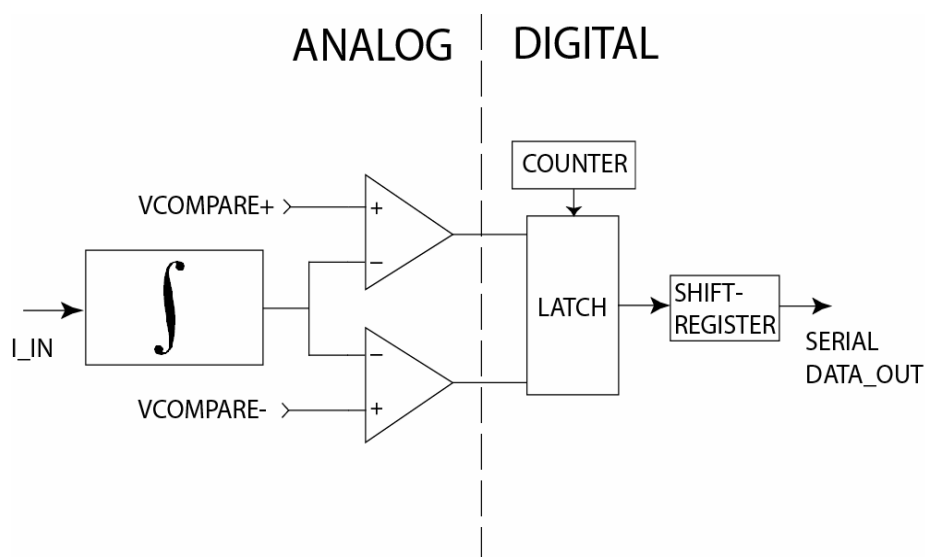 ANALOG
DIGITAL
COUNTER
VCOMPARE+
+
−
∫
I_IN
−
+
VCOMPARE-
LATCH
SHIFT-
REGISTER
SERIAL
DATA_OUT